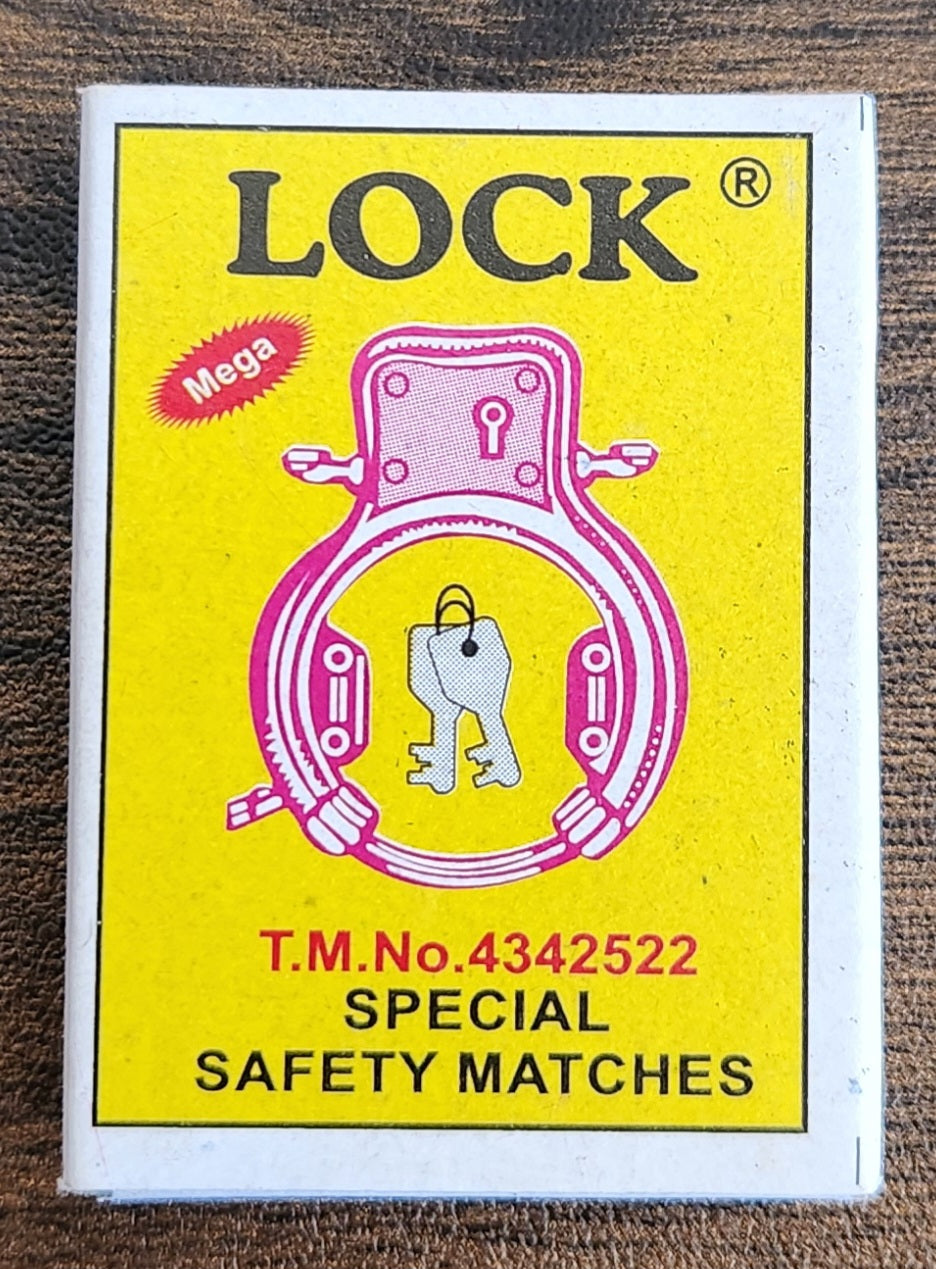 LOCK ®
Mega
T.M.No.4342522
SPECIAL
SAFETY MATCHES